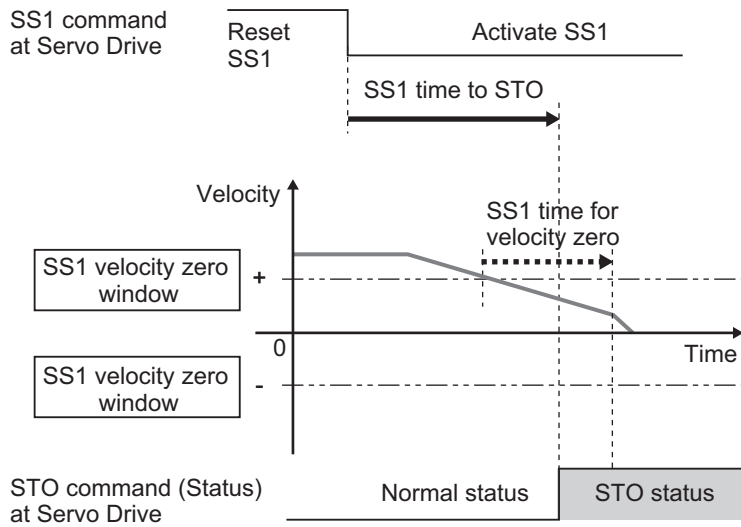 SS1 command
at Servo Drive
Reset
SS1
Activate SS1
SS1 time to STO
Velocity
SS1 time for
velocity zero
SS1 velocity zero
window
+
0
Time
SS1 velocity zero
window
-
STO command (Status)
at Servo Drive
Normal status
STO status